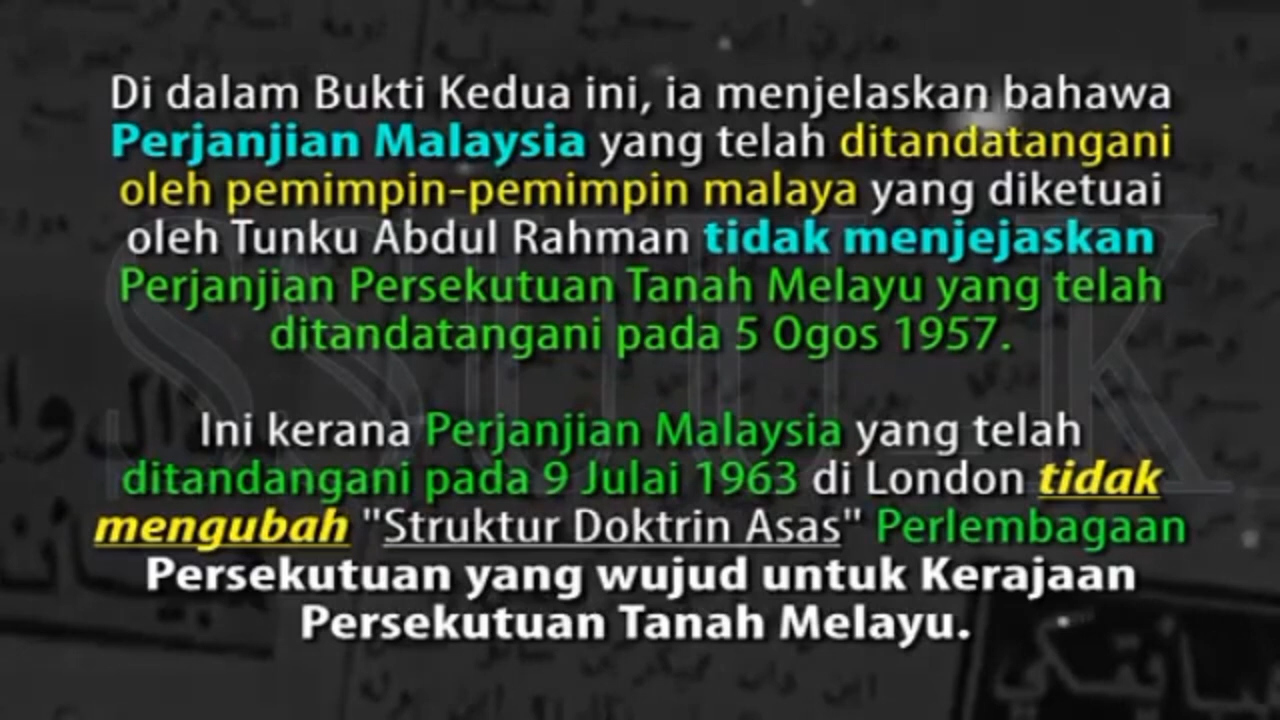 Di dalam Bukti Kedua ini, ia menjelaskan bahawa
Perjanjian Malaysia yang telah ditandatangani
oleh pemimpin-pemimpin malaya yang diketuai
oleh Tunku Abdul Rahman tidak menjejaskan
Perjanjian Persekutuan Tanah Melayu yang telah
ditandatangani pada 5 Ogos 1957.
Ini kerana Perjanjian Malaysia yang telah
ditandangani pada 9 Julai 1963 di London tidak
mengubah "Struktur Doktrin Asas" Perlembagaan
Persekutuan yang wujud untuk Kerajaan
Persekutuan Tanah Melayu.